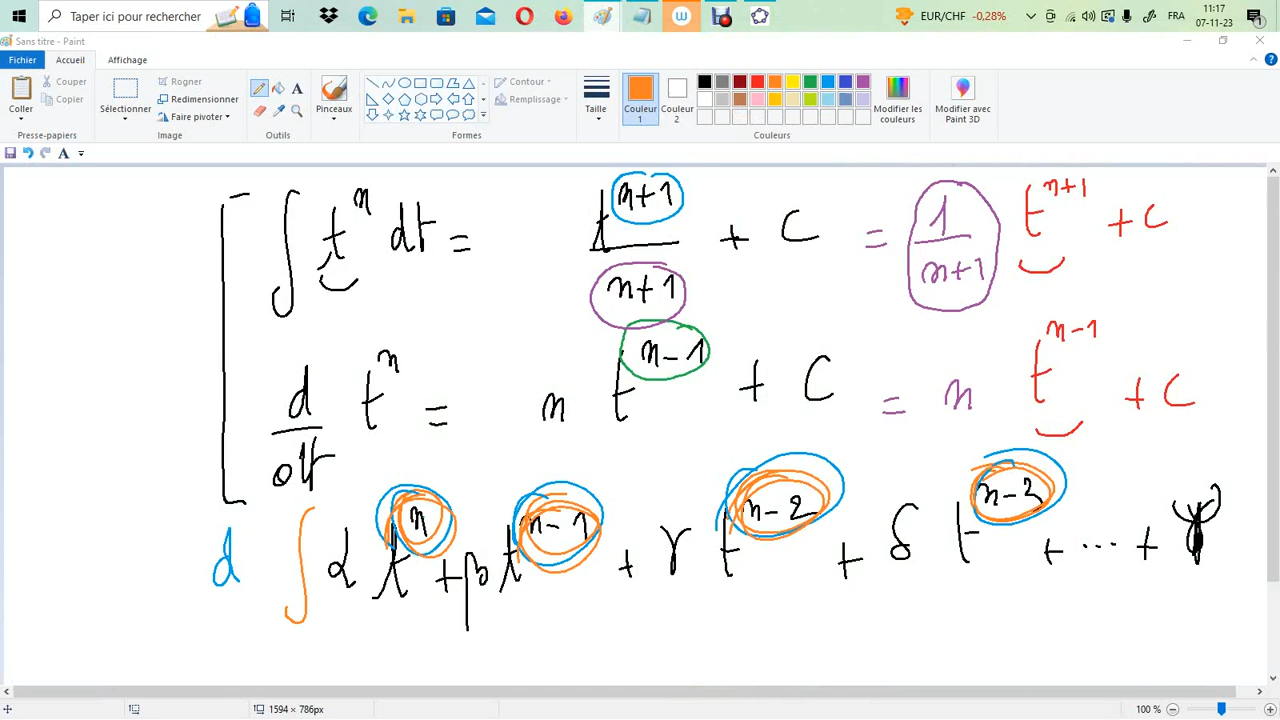 Taper ici pour rechercher
EUR/CHF -0,28% FRA 11:17 07-11-23 1
Sans titre - Paint
Fichier Accueil Affichage
Coller Couper Copier Sélectionner Rogner Redimensionner Faire pivoter A Pinceaux Contour Remplissage Taille Couleur 1 Couleur 2 Modifier les couleurs Modifier avec Paint 3D
Presse-papiers Image Outils Formes Couleurs
A
∫ t^n dt = t^{n+1}/(n+1) + C = 1/(n+1) t^{n+1} + C
d/dt t^n = n t^{n-1} + C = n t^{n-1} + C
d ∫ α t^n + β t^{n-1} + γ t^{n-2} + δ t^{n-3} + ... +
1594 × 786px 100 %